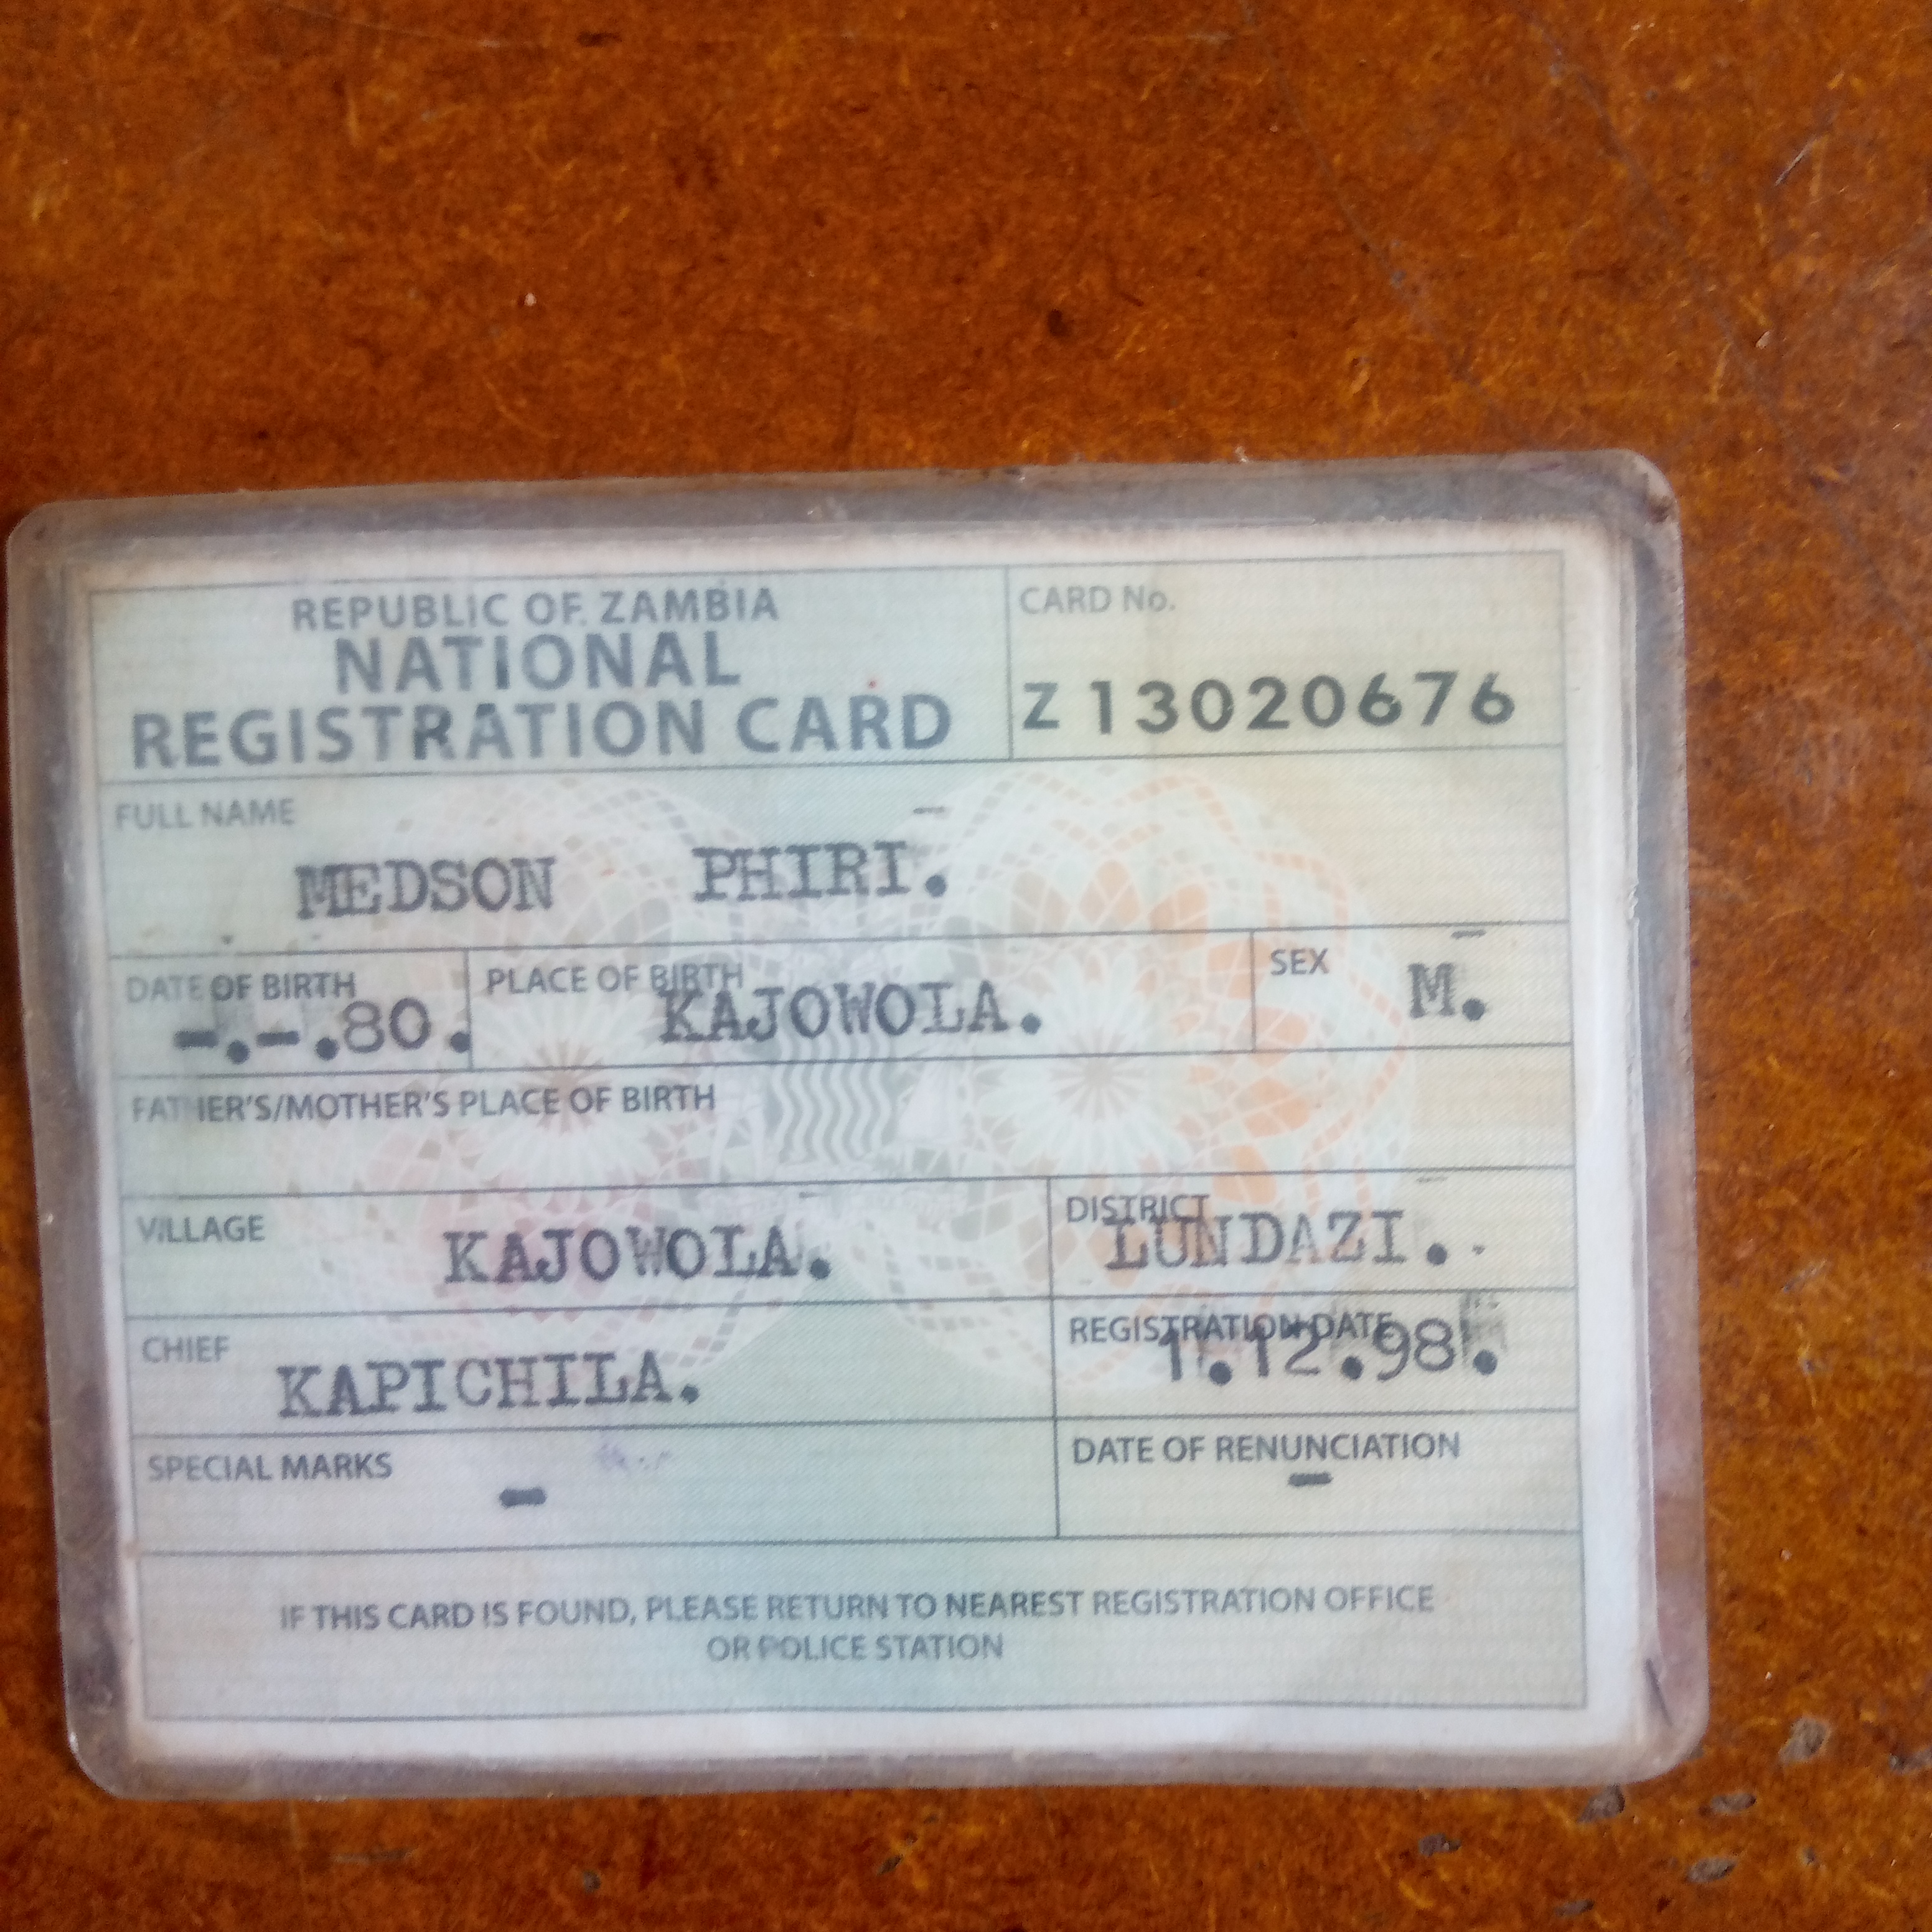 REPUBLIC OF ZAMBIA
NATIONAL
REGISTRATION CARD
CARD No.
Z 13020676
FULL NAME
MEDSON PHIRI.
DATE OF BIRTH
-.-.80.
PLACE OF BIRTH
KAJOWOLA.
SEX
M.
FATHER'S/MOTHER'S PLACE OF BIRTH
VILLAGE
KAJOWOLA.
DISTRICT
LUNDAZI.
CHIEF
KAPICHILA.
REGISTRATION DATE
1.12.98.
SPECIAL MARKS
-
DATE OF RENUNCIATION
-
IF THIS CARD IS FOUND, PLEASE RETURN TO NEAREST REGISTRATION OFFICE
OR POLICE STATION